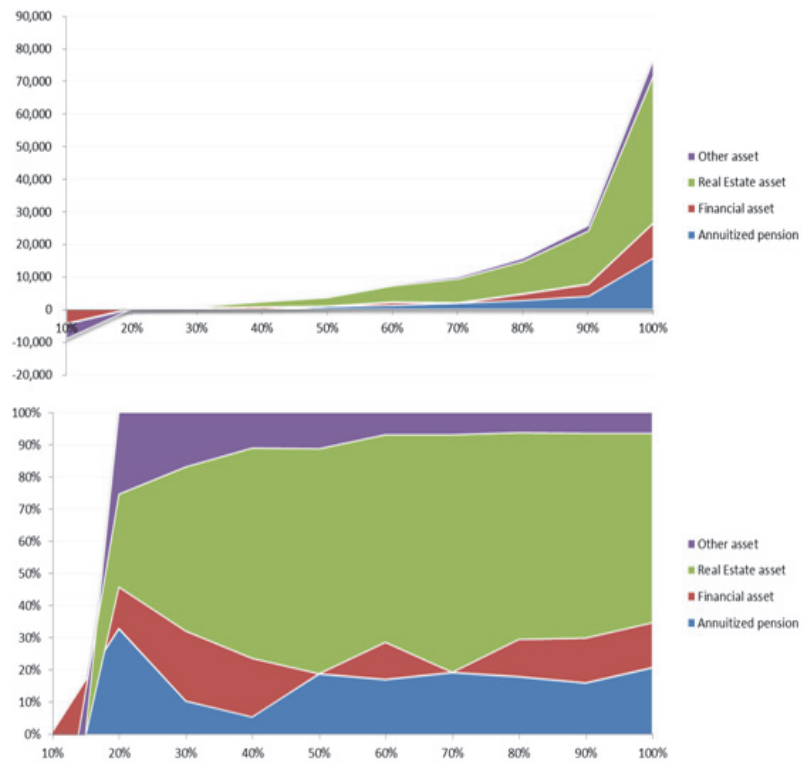 90,000
80,000
70,000
60,000
50,000
40,000
30,000
20,000
10,000
0
-10,000
-20,000
10% 20% 30% 40% 50% 60% 70% 80% 90% 100%
Other asset
Real Estate asset
Financial asset
Annuitized pension
100%
90%
80%
70%
60%
50%
40%
30%
20%
10%
0%
10% 20% 30% 40% 50% 60% 70% 80% 90% 100%
Other asset
Real Estate asset
Financial asset
Annuitized pension